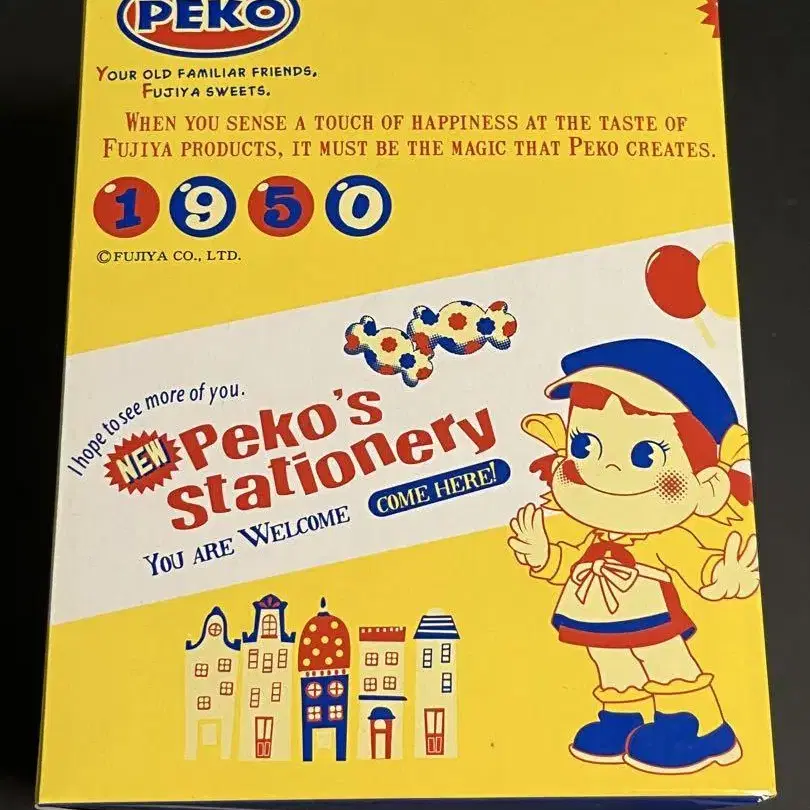 PEKO
YOUR OLD FAMILIAR FRIENDS,
FUJIYA SWEETS.
WHEN YOU SENSE A TOUCH OF HAPPINESS AT THE TASTE OF
FUJIYA PRODUCTS, IT MUST BE THE MAGIC THAT PEKO CREATES.
1950
©FUJIYA CO., LTD.
I hope to see more of you.
NEW Peko's
Stationery
YOU ARE WELCOME COME HERE!